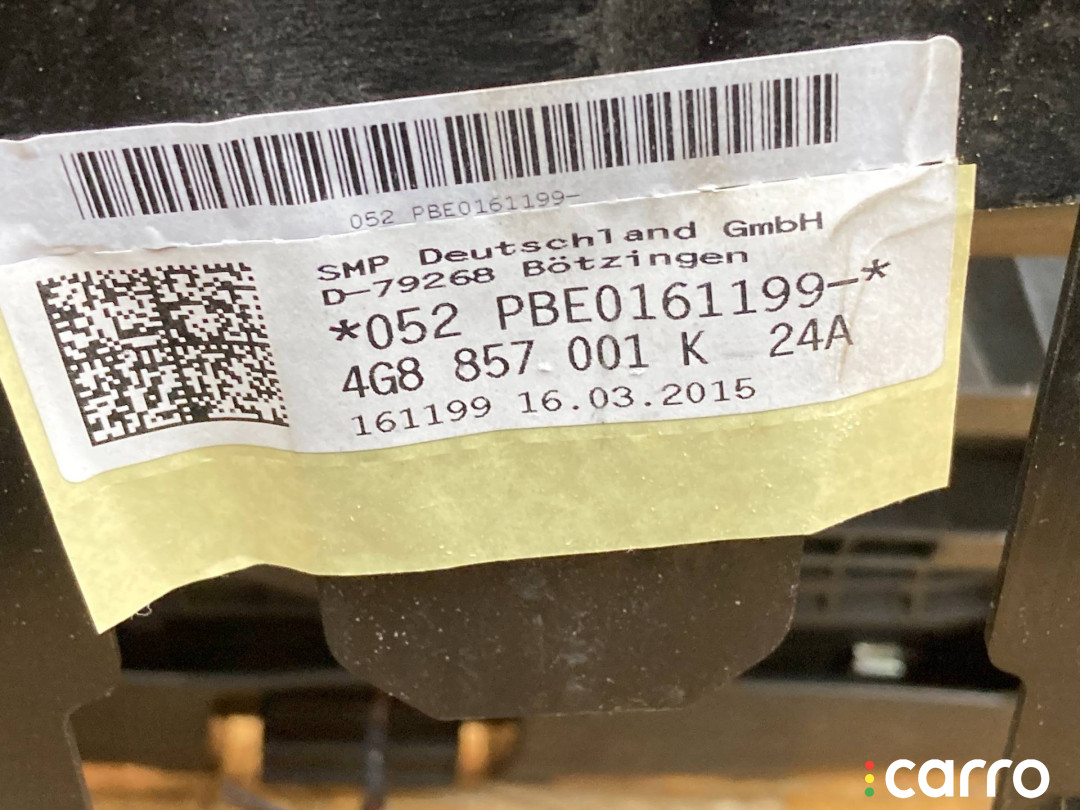 052 PBE0161199-
SMP Deutschland GmbH
D-79268 Bötzingen
*052 PBE0161199-*
4G8 857 001 K 24A
161199 16.03.2015
carro